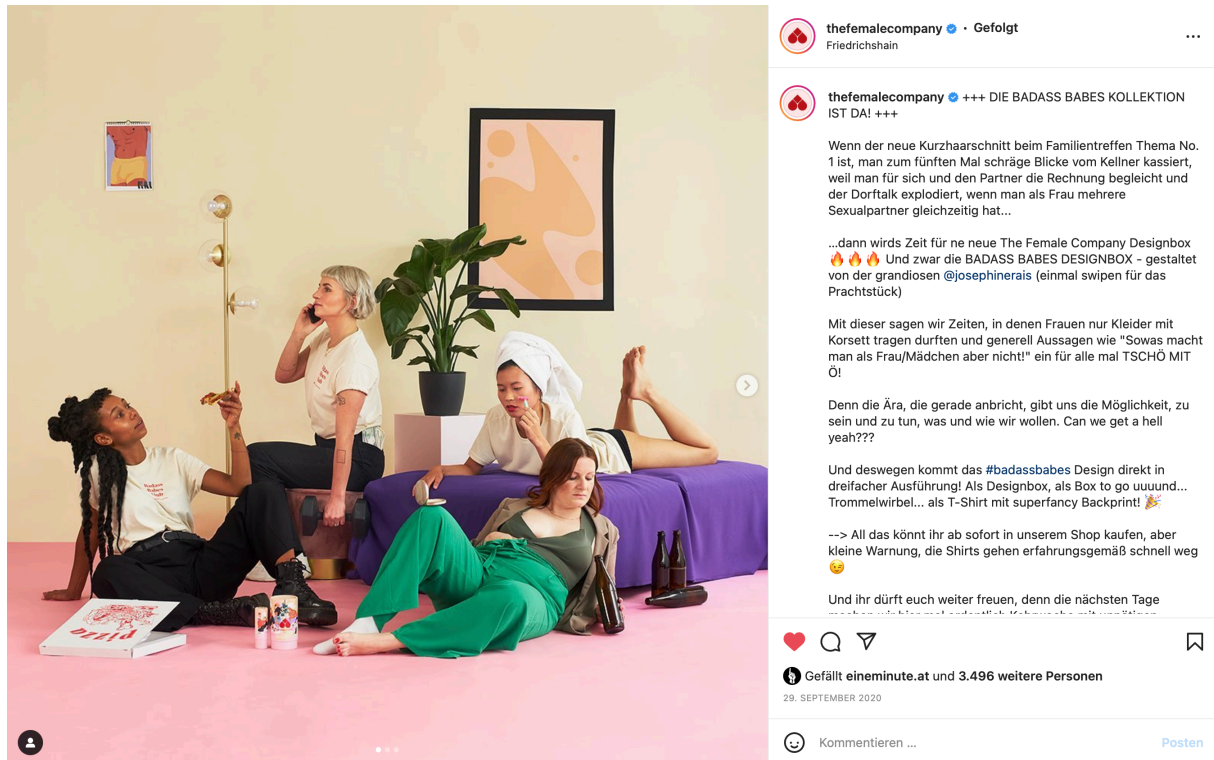 thefemalecompany • Gefolgt
Friedrichshain
thefemalecompany +++ DIE BADASS BABES KOLLEKTION
IST DA! +++
Wenn der neue Kurzhaarschnitt beim Familientreffen Thema No.
1 ist, man zum fünften Mal schräge Blicke vom Kellner kassiert,
weil man für sich und den Partner die Rechnung begleicht und
der Dorftalk explodiert, wenn man als Frau mehrere
Sexualpartner gleichzeitig hat...
...dann wirds Zeit für ne neue The Female Company Designbox
🔥🔥🔥 Und zwar die BADASS BABES DESIGNBOX - gestaltet
von der grandiosen @josephinerais (einmal swipen für das
Prachtstück)
Mit dieser sagen wir Zeiten, in denen Frauen nur Kleider mit
Korsett tragen durften und generell Aussagen wie "Sowas macht
man als Frau/Mädchen aber nicht!" ein für alle mal TSCHÖ MIT
Ö!
Denn die Ära, die gerade anbricht, gibt uns die Möglichkeit, zu
sein und zu tun, was und wie wir wollen. Can we get a hell
yeah???
Und deswegen kommt das #badassbabes Design direkt in
dreifacher Ausführung! Als Designbox, als Box to go uuuund...
Trommelwirbel... als T-Shirt mit superfancy Backprint! 🎉
--> All das könnt ihr ab sofort in unserem Shop kaufen, aber
kleine Warnung, die Shirts gehen erfahrungsgemäß schnell weg
😉
Und ihr dürft euch weiter freuen, denn die nächsten Tage
Gefällt eineminute.at und 3.496 weitere Personen
29. SEPTEMBER 2020
Kommentieren ...
Posten
PIZZA